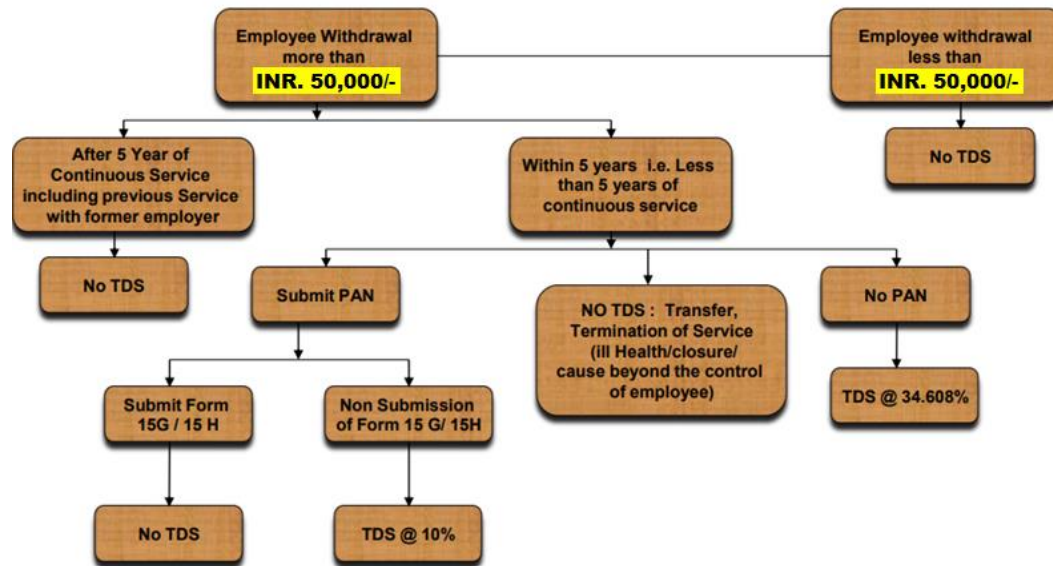 Employee Withdrawal
more than
INR. 50,000/-
Employee withdrawal
less than
INR. 50,000/-
After 5 Year of
Continuous Service
including previous Service
with former employer
Within 5 years i.e. Less
than 5 years of
continuous service
No TDS
No TDS
Submit PAN
NO TDS : Transfer,
Termination of Service
(ill Health/closure/
cause beyond the control
of employee)
No PAN
Submit Form
15G / 15 H
Non Submission
of Form 15 G/ 15H
TDS @ 34.608%
No TDS
TDS @ 10%